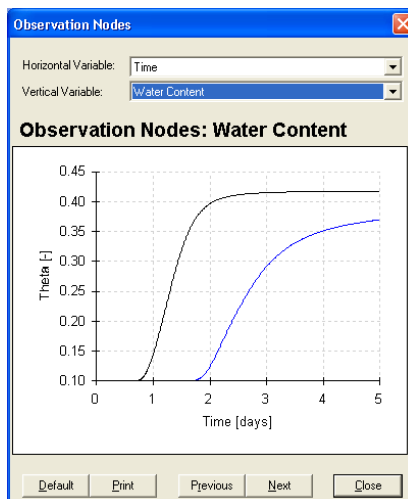 Observation Nodes
Horizontal Variable: Time
Vertical Variable: Water Content
Observation Nodes: Water Content
0.45
0.40
0.35
0.30
0.25
0.20
0.15
0.10
Theta [-]
0 1 2 3 4 5
Time [days]
Default Print Previous Next Close